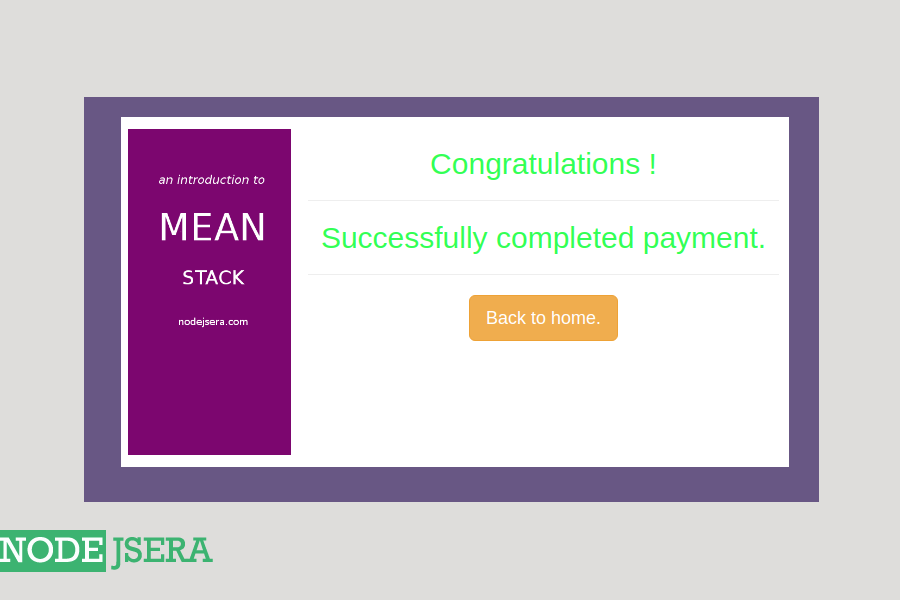 an introduction to
MEAN
STACK
nodejsera.com
Congratulations !
Successfully completed payment.
Back to home.
NODE JSERA